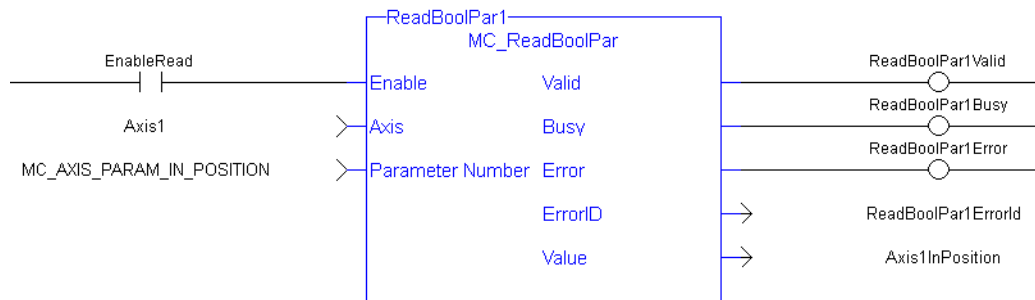 ReadBoolPar1
MC_ReadBoolPar
EnableRead
Enable Valid
ReadBoolPar1Valid
Axis1
Axis Busy
ReadBoolPar1Busy
MC_AXIS_PARAM_IN_POSITION
Parameter Number Error
ReadBoolPar1Error
ErrorID
ReadBoolPar1ErrorId
Value
Axis1InPosition